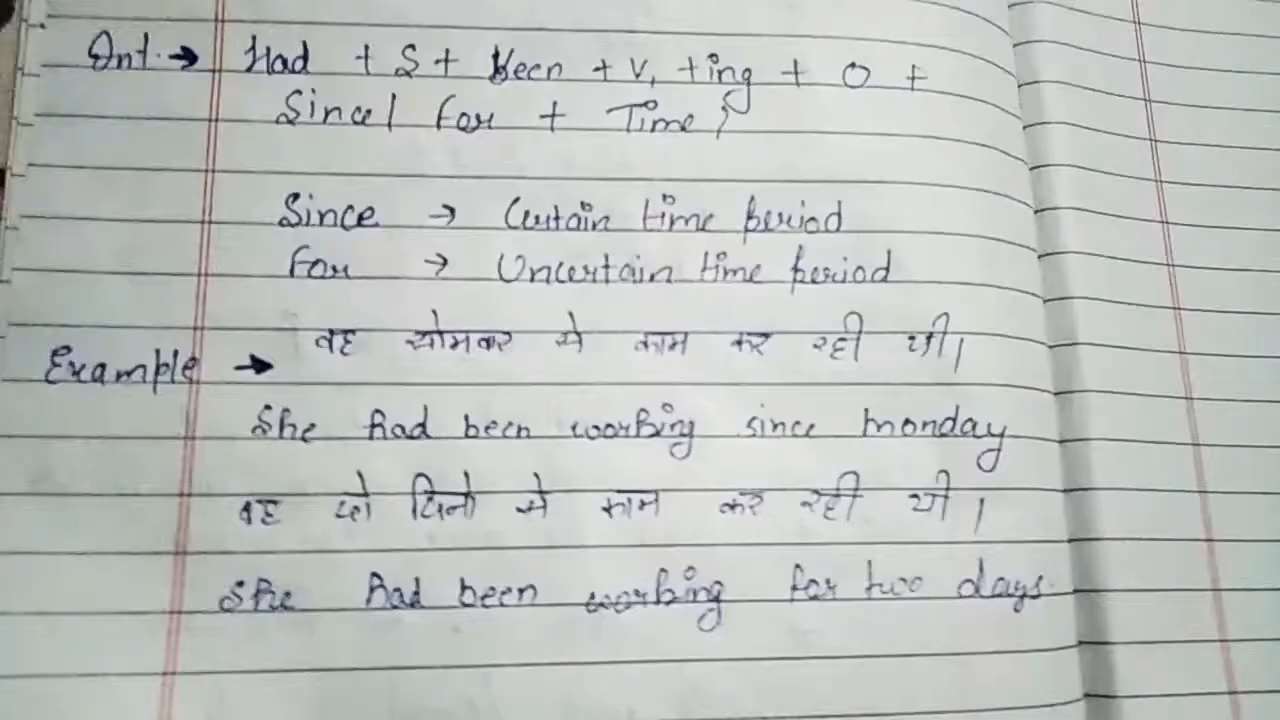 Int. → Had + S + been + V1 + ing + O +
Since / For + Time?
Since → Certain time period
For → Uncertain time period
वह सोमवार से काम कर रही थी।
Example →
She had been working since monday
वह दो दिनो से काम कर रही थी।
She had been working for two days.